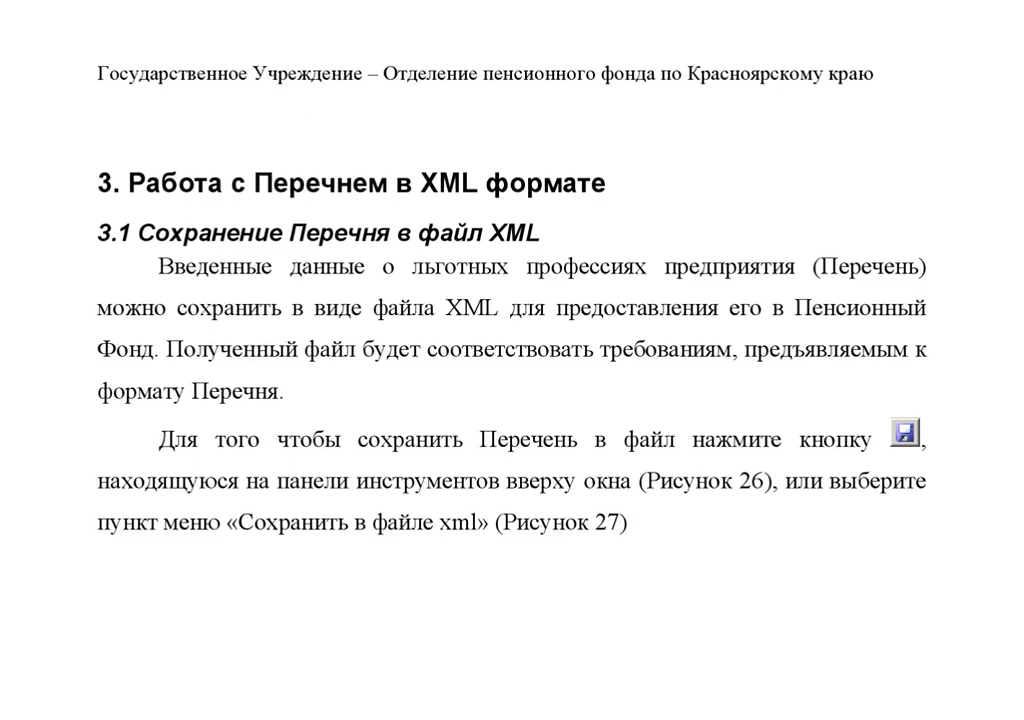 Государственное Учреждение – Отделение пенсионного фонда по Красноярскому краю
3. Работа с Перечнем в XML формате
3.1 Сохранение Перечня в файл XML
Введенные данные о льготных профессиях предприятия (Перечень)
можно сохранить в виде файла XML для предоставления его в Пенсионный
Фонд. Полученный файл будет соответствовать требованиям, предъявляемым к
формату Перечня.
Для того чтобы сохранить Перечень в файл нажмите кнопку ,
находящуюся на панели инструментов вверху окна (Рисунок 26), или выберите
пункт меню «Сохранить в файле xml» (Рисунок 27)